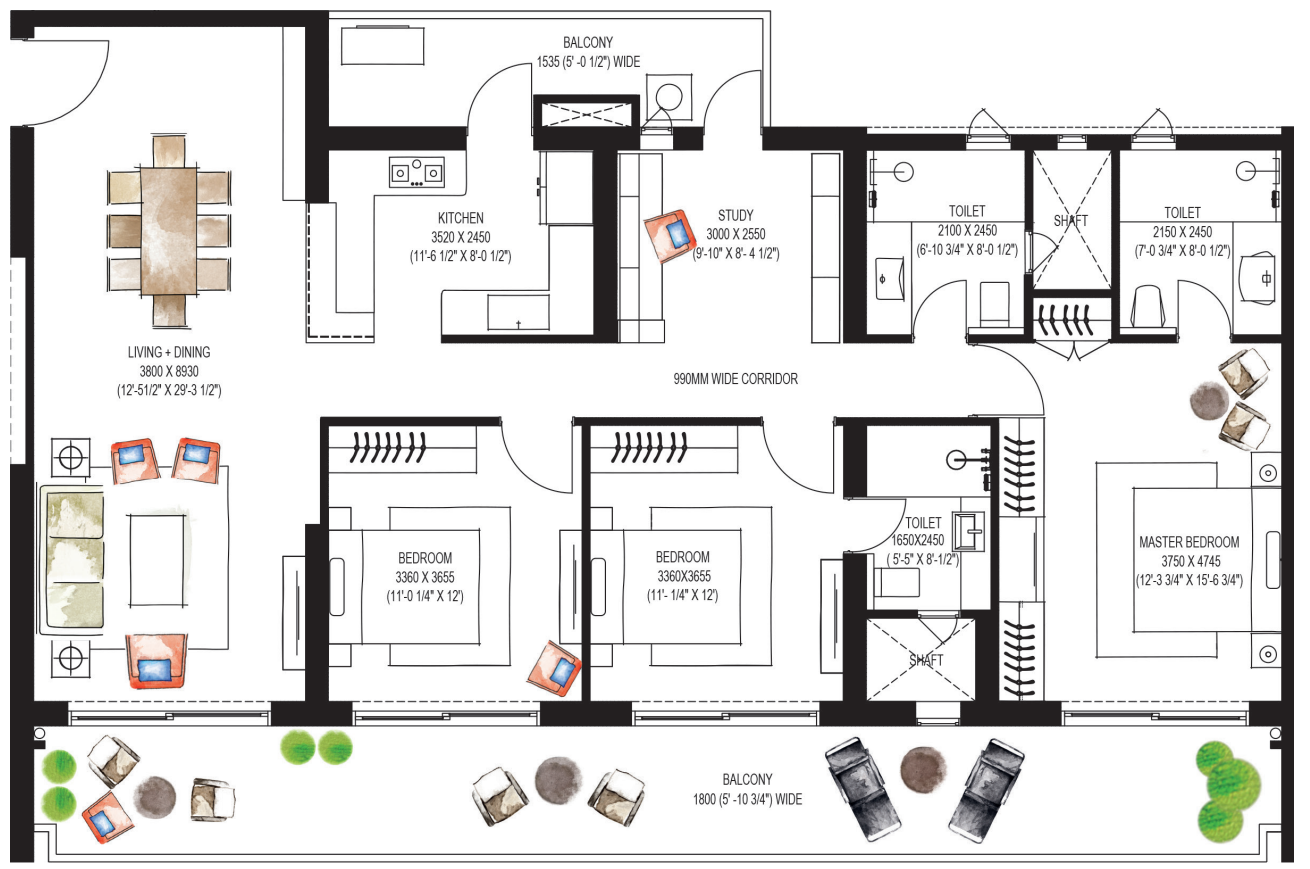 BALCONY
1535 (5' -0 1/2") WIDE
KITCHEN
3520 X 2450
(11'-6 1/2" X 8'-0 1/2")
STUDY
3000 X 2550
(9'-10" X 8'- 4 1/2")
TOILET
2100 X 2450
(6'-10 3/4" X 8'-0 1/2")
SHAFT
TOILET
2150 X 2450
(7'-0 3/4" X 8'-0 1/2")
LIVING + DINING
3800 X 8930
(12'-51/2" X 29'-3 1/2")
990MM WIDE CORRIDOR
BEDROOM
3360 X 3655
(11'-0 1/4" X 12')
BEDROOM
3360X3655
(11'- 1/4" X 12')
TOILET
1650X2450
( 5'-5" X 8'-1/2")
SHAFT
MASTER BEDROOM
3750 X 4745
(12'-3 3/4" X 15'-6 3/4")
BALCONY
1800 (5' -10 3/4") WIDE